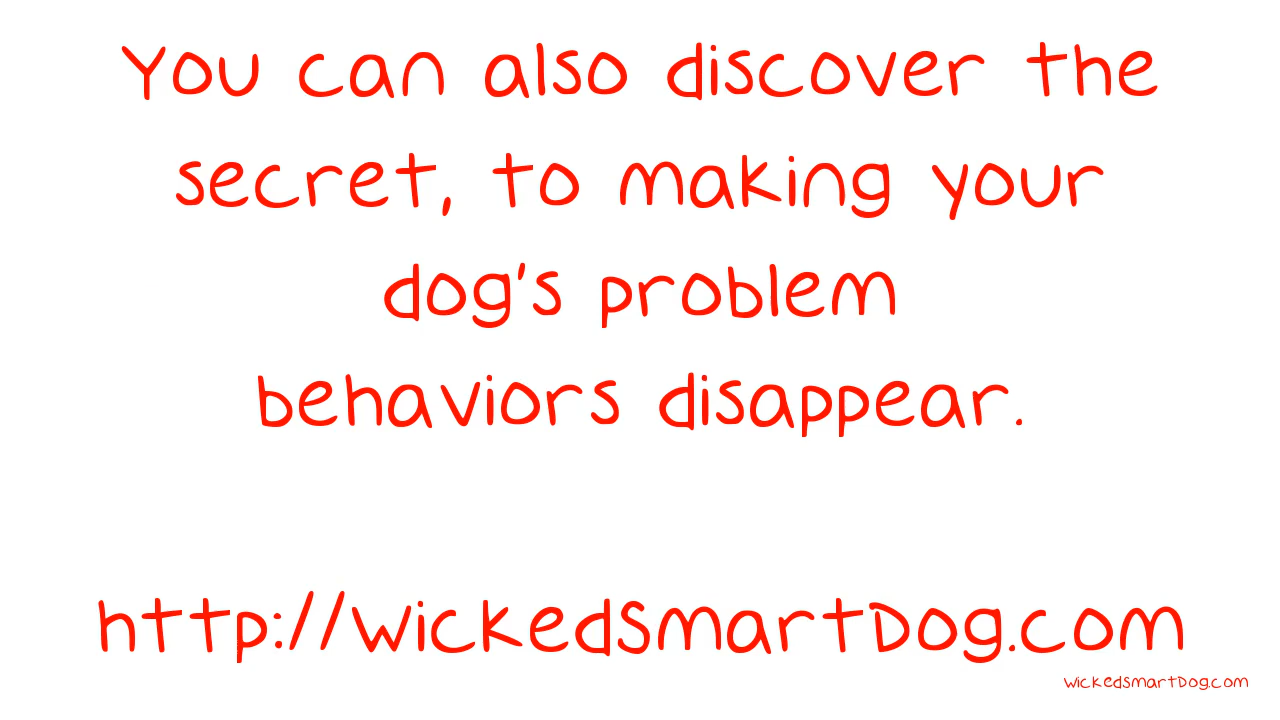 You can also discover the
secret, to making your
dog's problem
behaviors disappear.
http://WickedSmartDog.com
WickedSmartDog.com